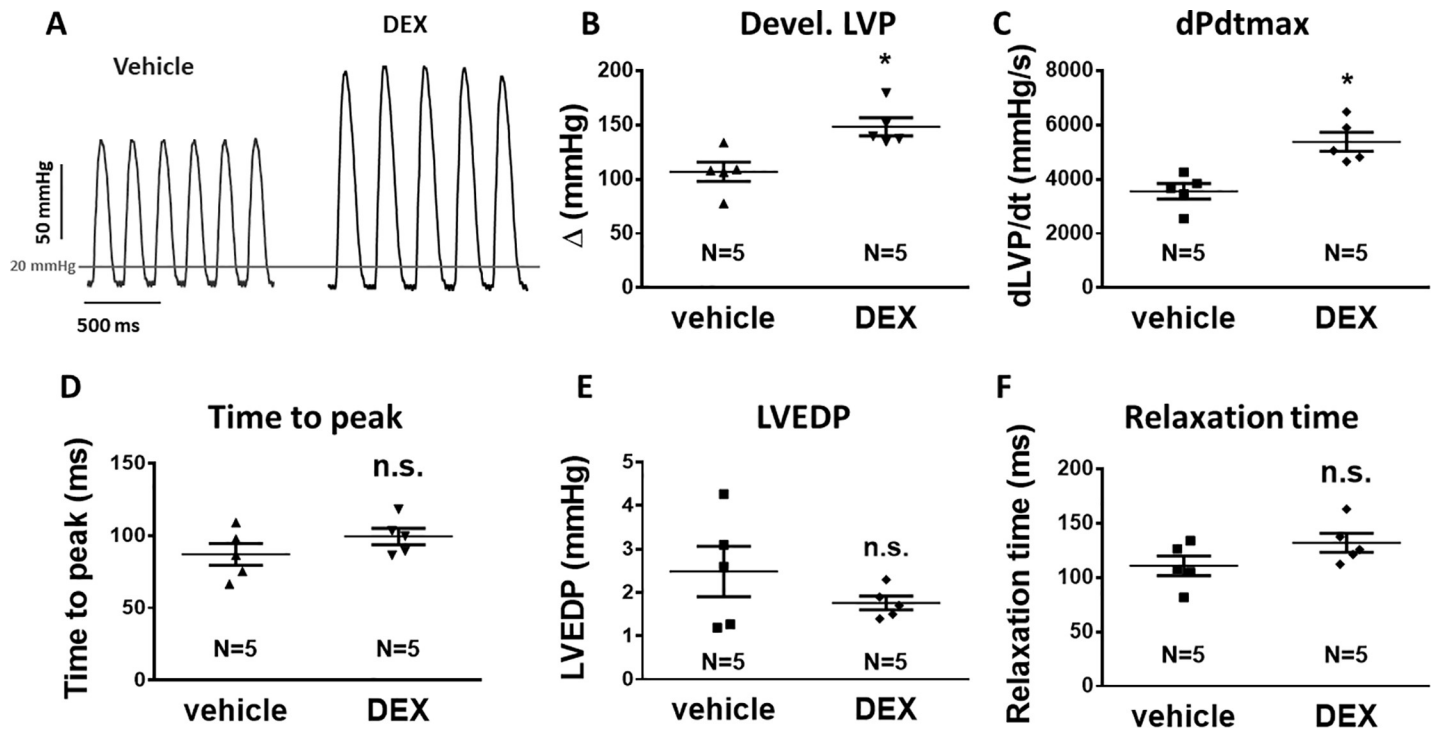 A
Vehicle
DEX
50 mmHg
20 mmHg
500 ms
B
Devel. LVP
*
200
150
100
50
0
Δ (mmHg)
N=5
N=5
vehicle
DEX
C
dPdtmax
*
8000
6000
4000
2000
0
dLVP/dt (mmHg/s)
N=5
N=5
vehicle
DEX
D
Time to peak
n.s.
150
100
50
0
Time to peak (ms)
N=5
N=5
vehicle
DEX
E
LVEDP
n.s.
5
4
3
2
1
0
LVEDP (mmHg)
N=5
N=5
vehicle
DEX
F
Relaxation time
n.s.
200
150
100
50
0
Relaxation time (ms)
N=5
N=5
vehicle
DEX